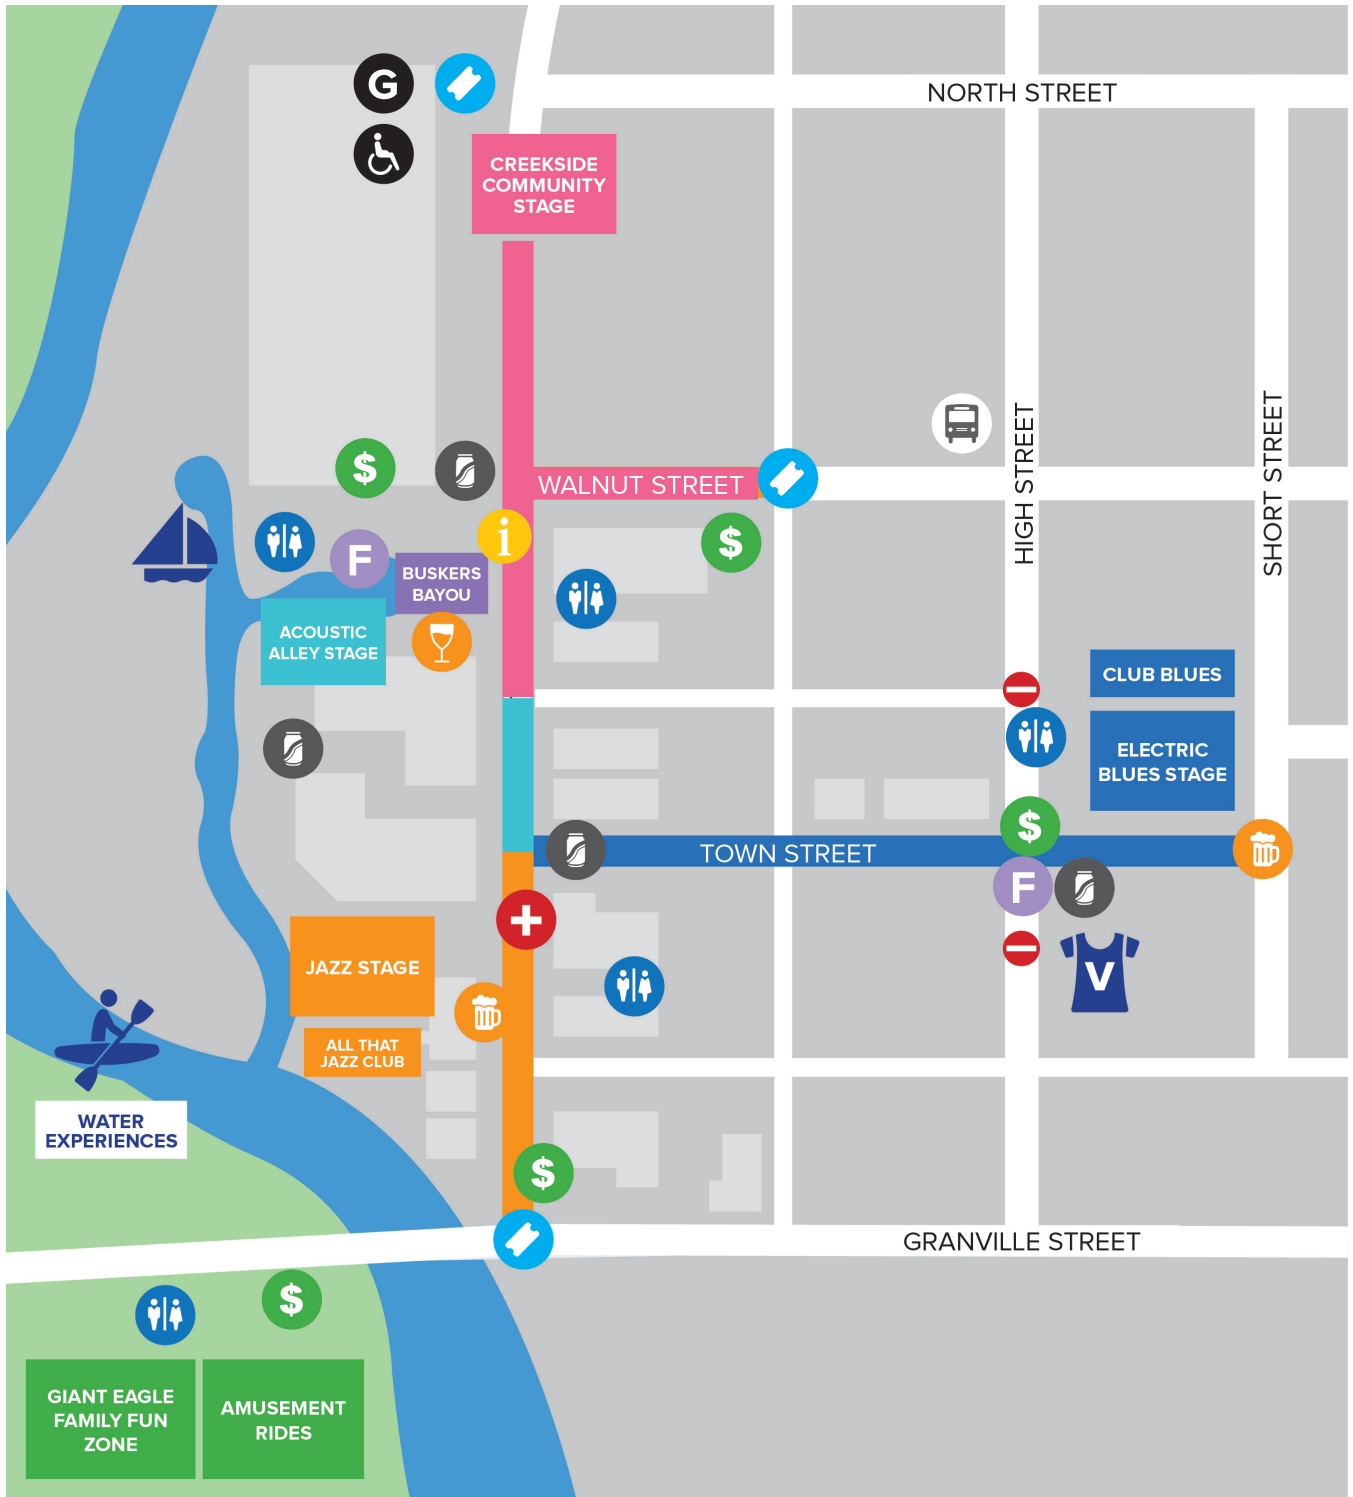 G
NORTH STREET
CREEKSIDE
COMMUNITY
STAGE
$
WALNUT STREET
HIGH STREET
SHORT STREET
i
$
F
BUSKERS
BAYOU
ACOUSTIC
ALLEY STAGE
CLUB BLUES
ELECTRIC
BLUES STAGE
$
TOWN STREET
F
V
JAZZ STAGE
ALL THAT
JAZZ CLUB
WATER
EXPERIENCES
$
GRANVILLE STREET
$
GIANT EAGLE
FAMILY FUN
ZONE
AMUSEMENT
RIDES